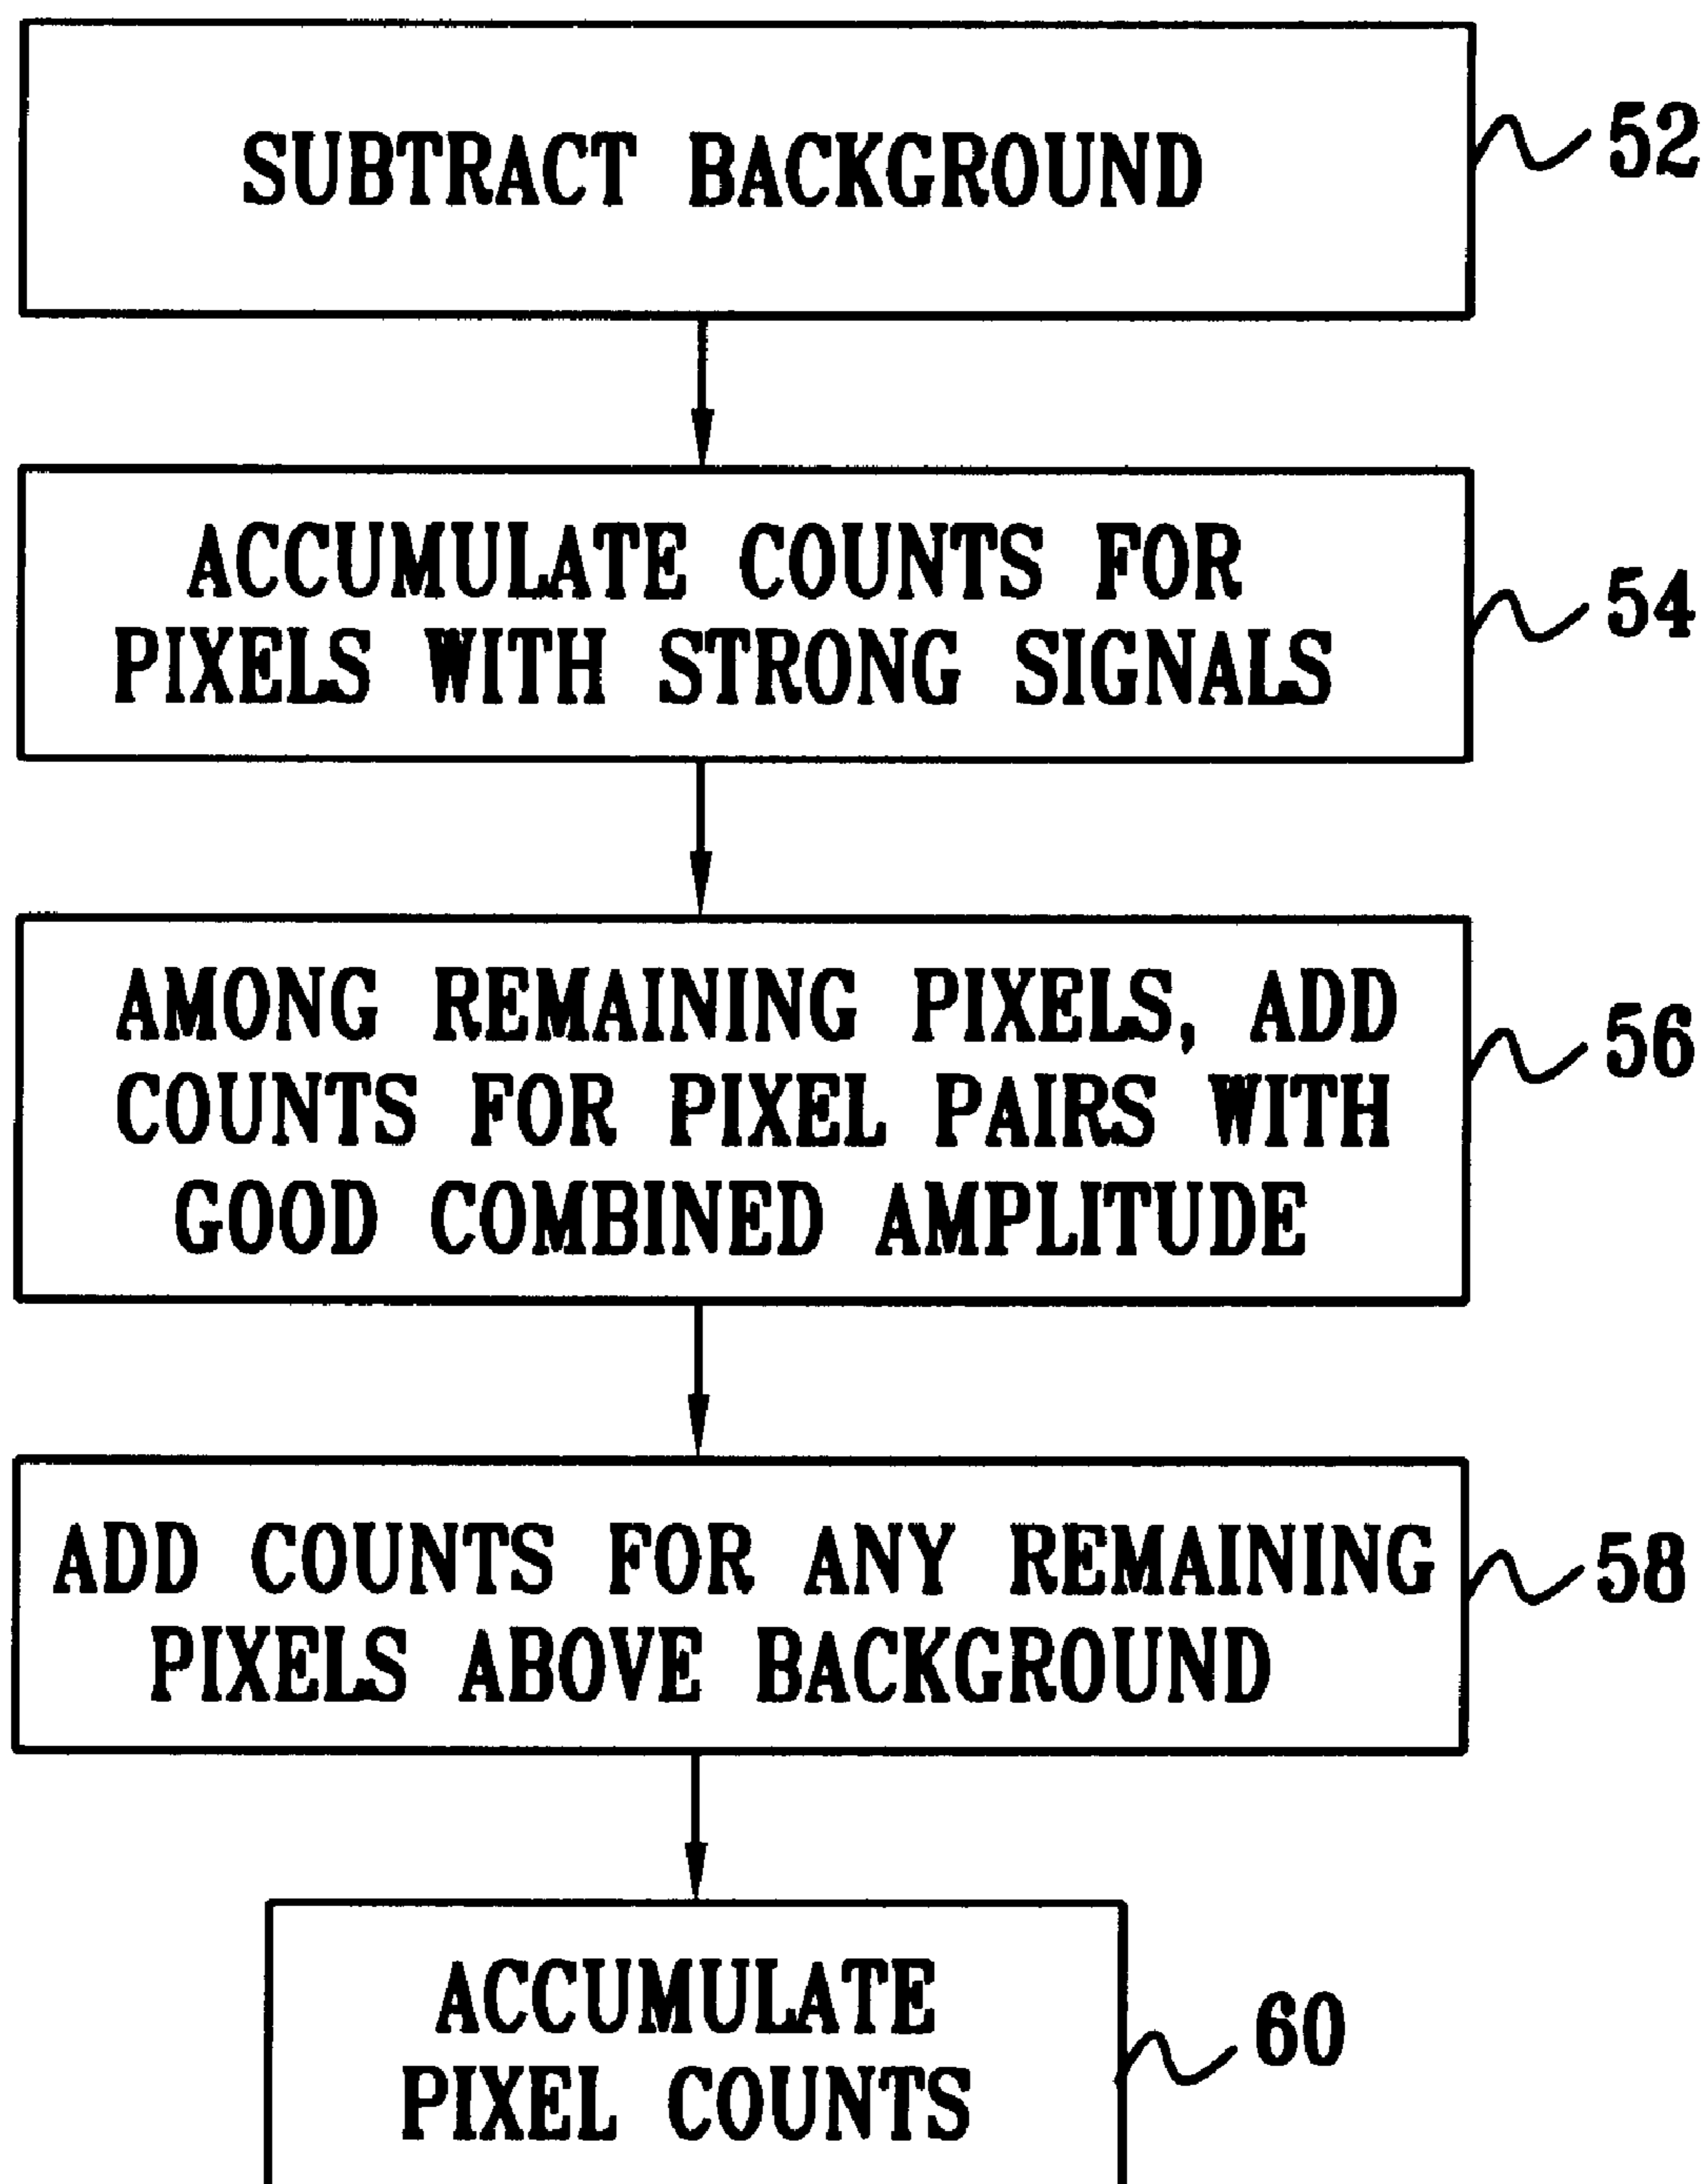 SUBTRACT BACKGROUND
52
ACCUMULATE COUNTS FOR
PIXELS WITH STRONG SIGNALS
54
AMONG REMAINING PIXELS, ADD
COUNTS FOR PIXEL PAIRS WITH
GOOD COMBINED AMPLITUDE
56
ADD COUNTS FOR ANY REMAINING
PIXELS ABOVE BACKGROUND
58
ACCUMULATE
PIXEL COUNTS
60